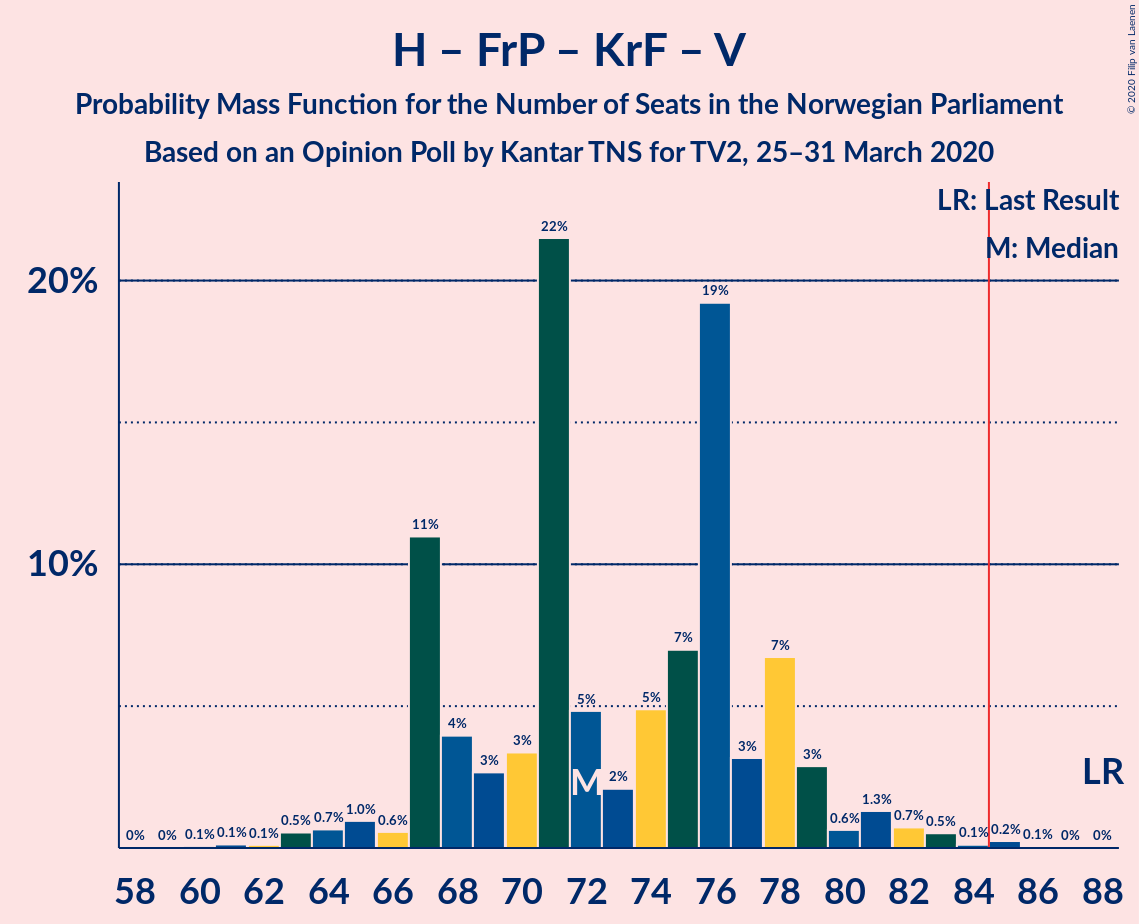 H – FrP – KrF – V
Probability Mass Function for the Number of Seats in the Norwegian Parliament
Based on an Opinion Poll by Kantar TNS for TV2, 25–31 March 2020
© 2020 Filip van Laenen
LR: Last Result
M: Median
20%
10%
0% 0% 0.1% 0.1% 0.1% 0.5% 0.7% 1.0% 0.6% 11% 4% 3% 3% 22% 5% 2% 5% 7% 19% 3% 7% 3% 0.6% 1.3% 0.7% 0.5% 0.1% 0.2% 0.1% 0% 0%
M
LR
58 60 62 64 66 68 70 72 74 76 78 80 82 84 86 88